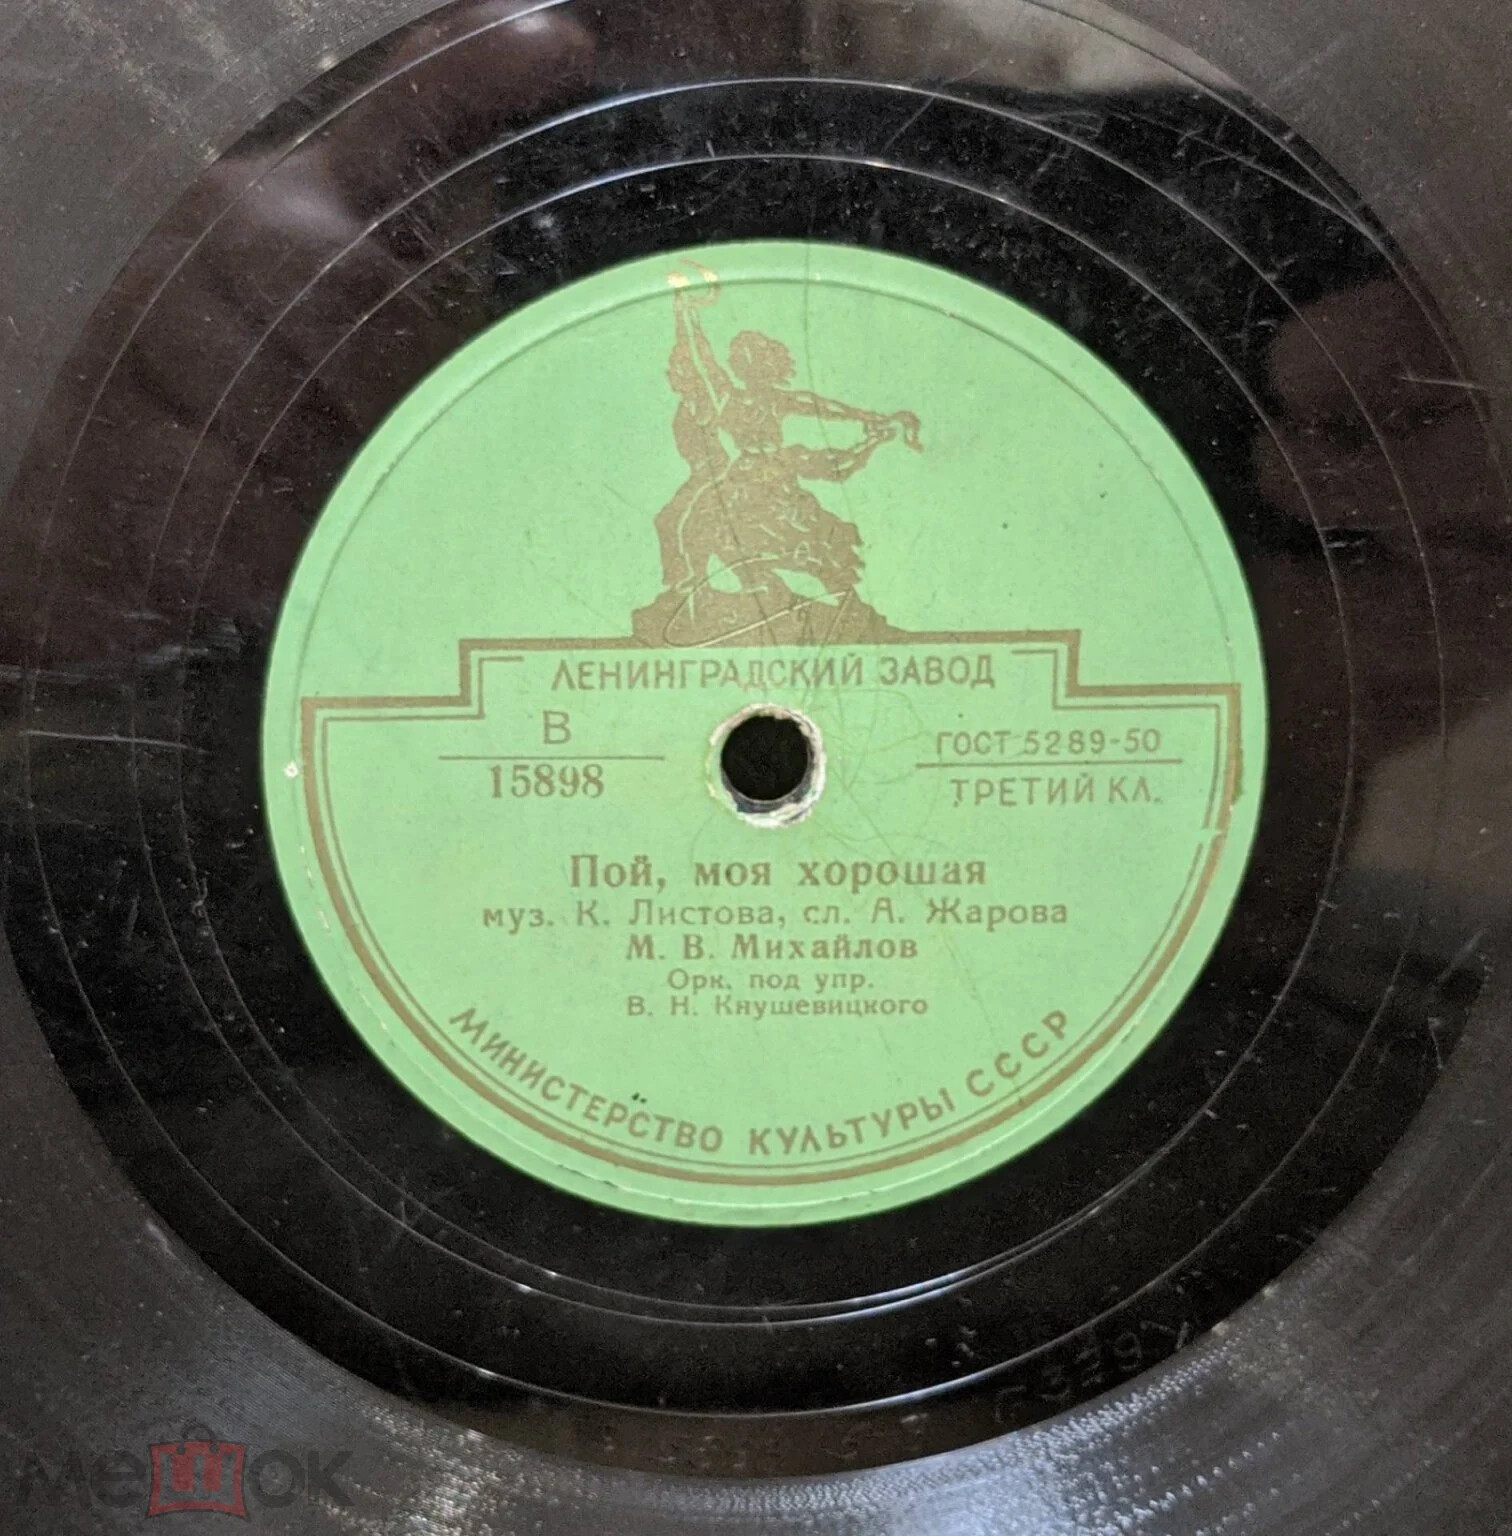 ЛЕНИНГРАДСКИЙ ЗАВОД
В
15898
ГОСТ 5289-50
ТРЕТИЙ КЛ.
Пой, моя хорошая
муз. К. Листова, сл. А. Жарова
М. В. Михайлов
Орк. под упр.
В. Н. Кнушевицкого
МИНИСТЕРСТВО КУЛЬТУРЫ СССР
мешок